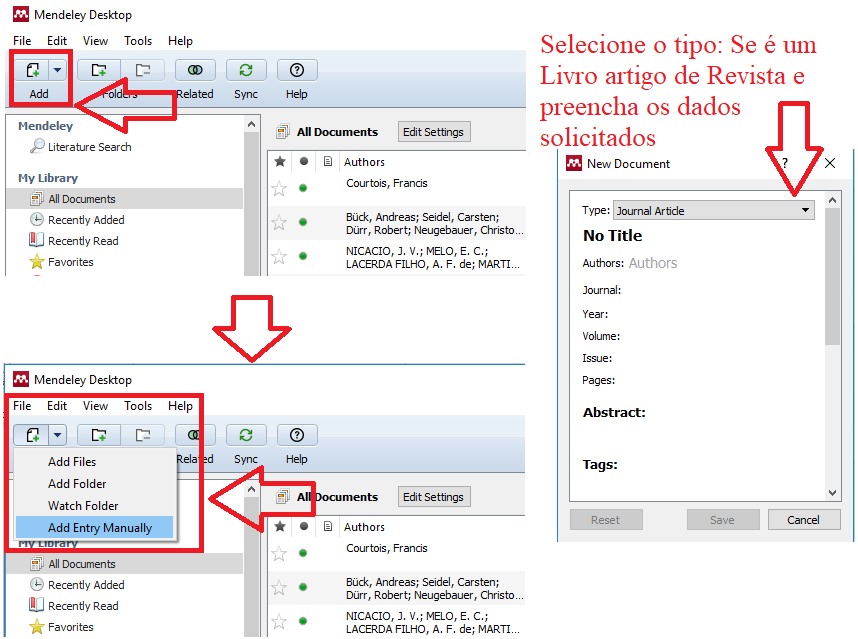 Mendeley Desktop
File Edit View Tools Help
Add Folders Related Sync Help
Mendeley
Literature Search
My Library
All Documents
Recently Added
Recently Read
Favorites
All Documents Edit Settings
Authors
Courtois, Francis
Bück, Andreas; Seidel, Carsten;
Dürr, Robert; Neugebauer, Christo...
NICACIO, J. V.; MELO, E. C.;
LACERDA FILHO, A. F. de; MARTI...
Selecione o tipo: Se é um
Livro artigo de Revista e
preencha os dados
solicitados
New Document ?
Type: Journal Article
No Title
Authors: Authors
Journal:
Year:
Volume:
Issue:
Pages:
Abstract:
Tags:
Reset Save Cancel
Mendeley Desktop
File Edit View Tools Help
Related Sync Help
Add Files
Add Folder
Watch Folder
Add Entry Manually
My Library
All Documents
Recently Added
Recently Read
Favorites
All Documents Edit Settings
Authors
Courtois, Francis
Bück, Andreas; Seidel, Carsten;
Dürr, Robert; Neugebauer, Christo...
NICACIO, J. V.; MELO, E. C.;
LACERDA FILHO, A. F. de; MARTI...